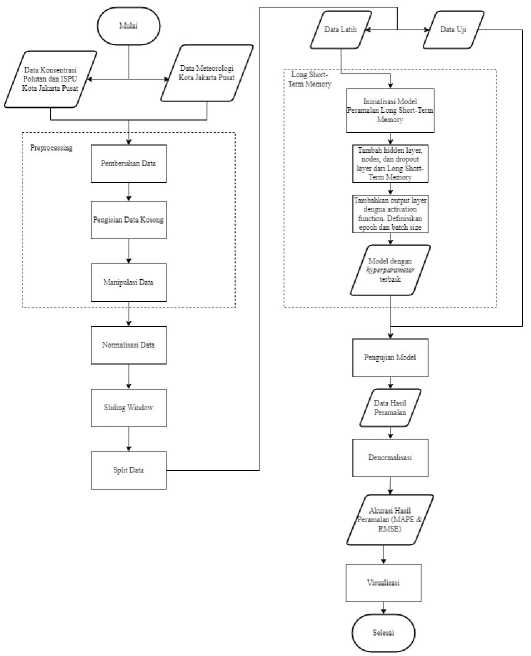 Mulai
Data Konsentrasi
Polutan dan ISPU
Kota Jakarta Pusat
Data Meteorologi
Kota Jakarta Pusat
Preprocessing
Pembersihan Data
Pengisian Data Kosong
Manipulasi Data
Normalisasi Data
Sliding Window
Split Data
Data Latih
Data Uji
Long Short-
Term Memory
Inisialisasi Model
Peramalan Long Short-Term
Memory
Tambah hidden layer,
nodes, dan dropout
layer dari Long Short-
Term Memory
Tambahkan output layer
dengan activation
function. Definisikan
epoch dan batch size
Model dengan
hyperparameter
terbaik
Pengujian Model
Data Hasil
Peramalan
Denormalisasi
Akurasi Hasil
Peramalan (MAPE &
RMSE)
Visualisasi
Selesai